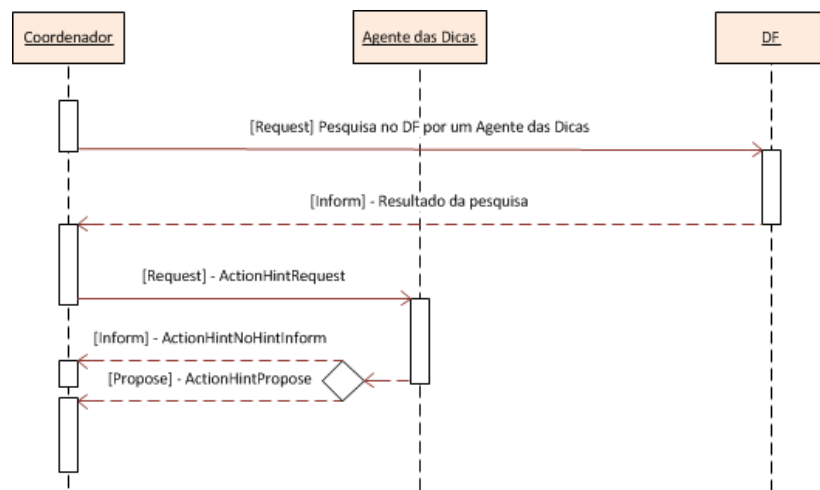 Coordenador
Agente das Dicas
DF
[Request] Pesquisa no DF por um Agente das Dicas
[Inform] - Resultado da pesquisa
[Request] - ActionHintRequest
[Inform] - ActionHintNoHintInform
[Propose] - ActionHintPropose